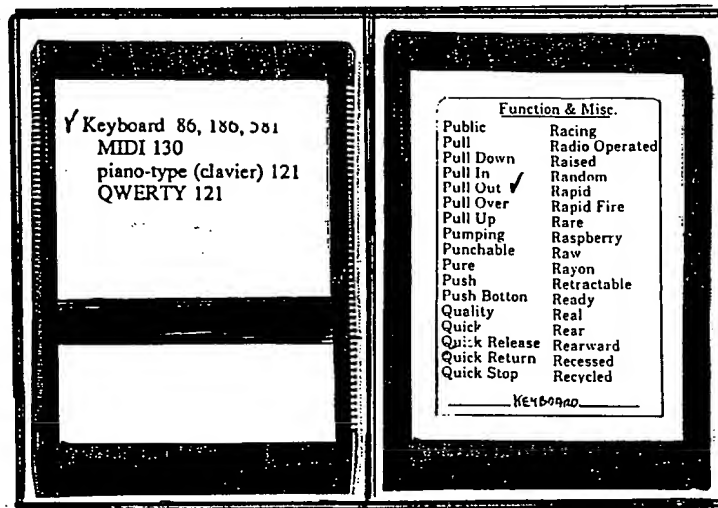 ✓ Keyboard 86, 186, 581
MIDI 130
piano-type (clavier) 121
QWERTY 121
Function & Misc.
Public
Pull
Pull Down
Pull In
Pull Out ✓
Pull Over
Pull Up
Pumping
Punchable
Pure
Push
Push Botton
Quality
Quick
Quick Release
Quick Return
Quick Stop
Racing
Radio Operated
Raised
Random
Rapid
Rapid Fire
Rare
Raspberry
Raw
Rayon
Retractable
Ready
Real
Rear
Rearward
Recessed
Recycled
KEYBOARD